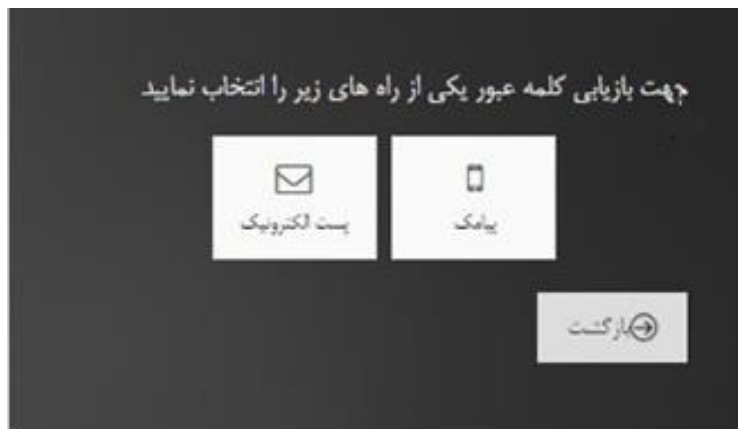 جهت بازیابی کلمه عبور یکی از راه های زیر را انتخاب نمایید
پیامک
پست الکترونیک
بازگشت